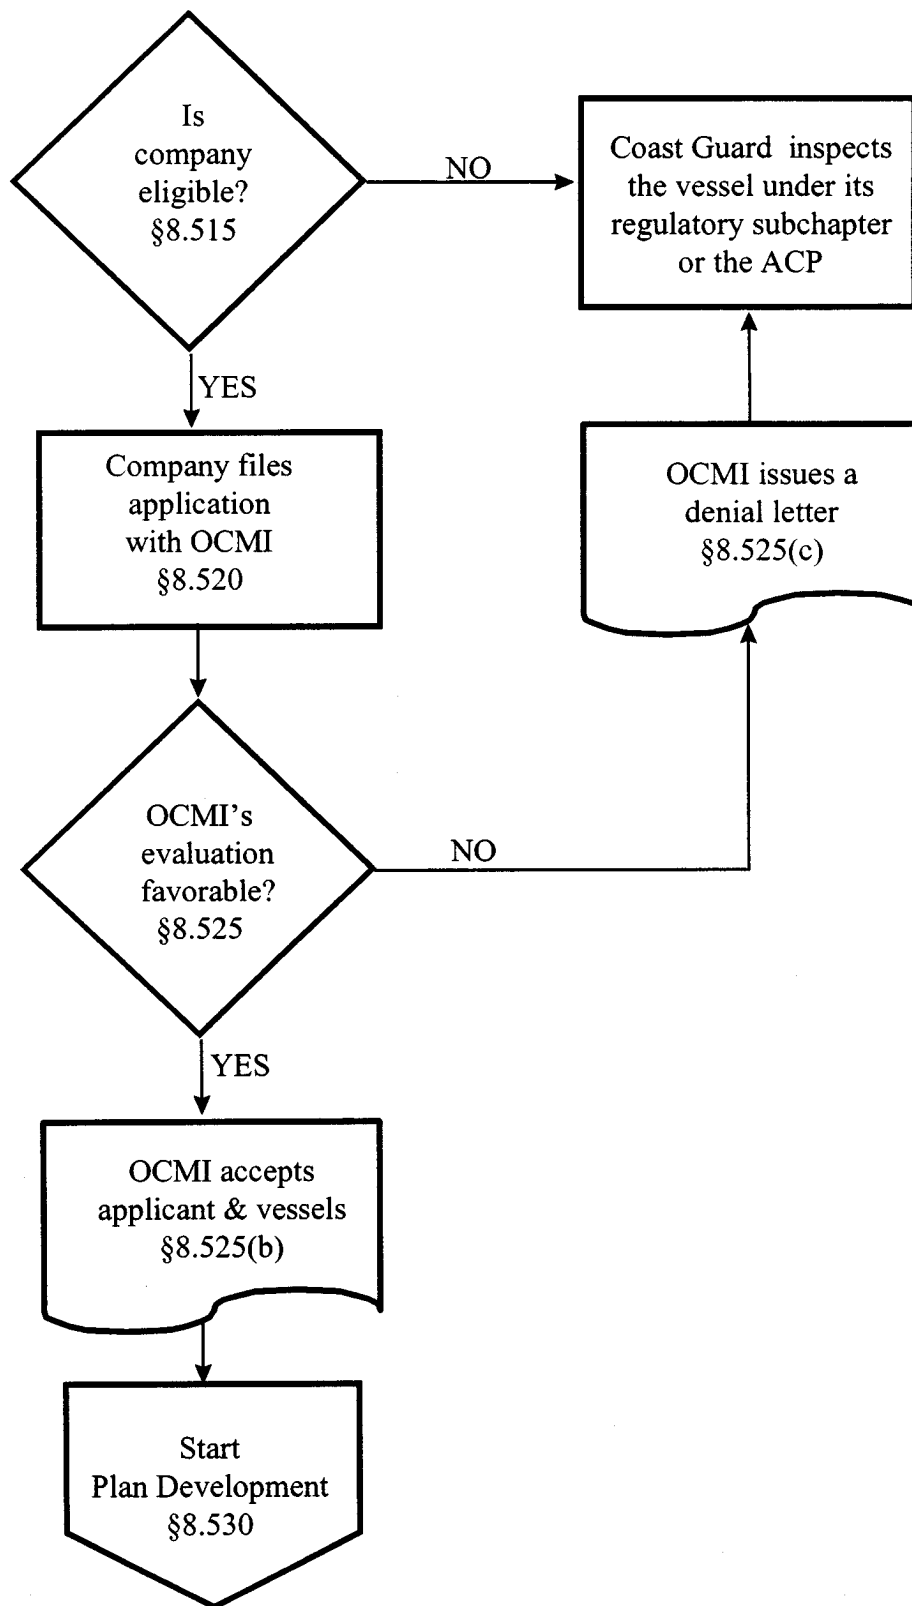 Is
company
eligible?
§8.515
NO
Coast Guard inspects
the vessel under its
regulatory subchapter
or the ACP
YES
Company files
application
with OCMI
§8.520
OCMI issues a
denial letter
§8.525(c)
OCMI's
evaluation
favorable?
§8.525
NO
YES
OCMI accepts
applicant & vessels
§8.525(b)
Start
Plan Development
§8.530